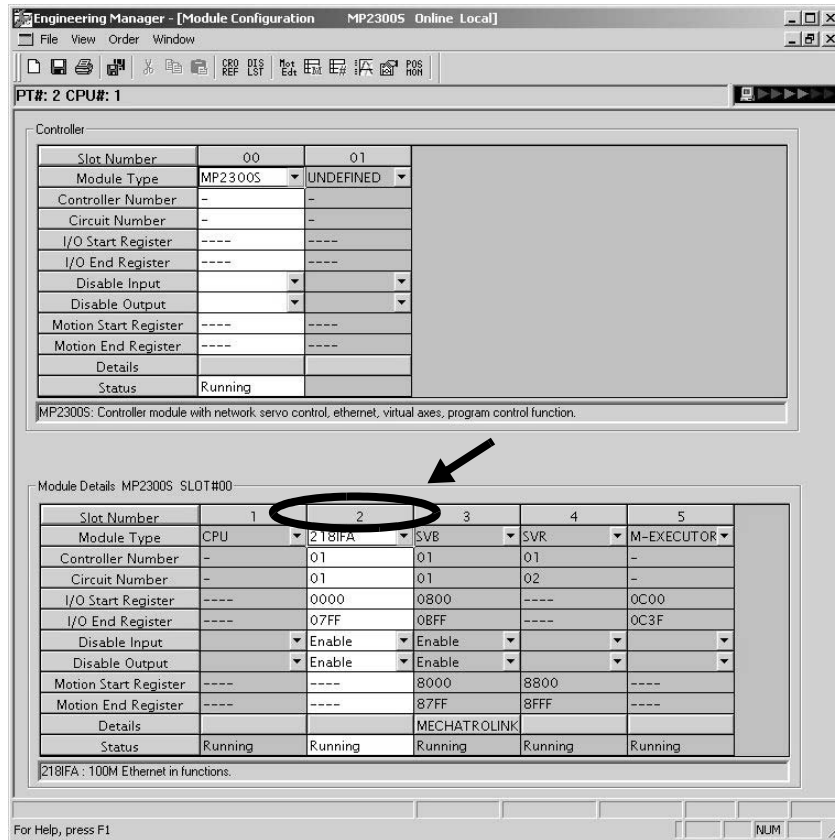 Engineering Manager - [Module Configuration MP2300S Online Local]
File View Order Window
CRO REF DIS LST Mot Edt POS MON
PT#: 2 CPU#: 1
Controller
Slot Number 00 01
Module Type MP2300S UNDEFINED
Controller Number - -
Circuit Number - -
I/O Start Register ---- ----
I/O End Register ---- ----
Disable Input
Disable Output
Motion Start Register ---- ----
Motion End Register ---- ----
Details
Status Running
MP2300S: Controller module with network servo control, ethernet, virtual axes, program control function.
Module Details MP2300S SLOT#00
Slot Number 1 2 3 4 5
Module Type CPU 218IFA SVB SVR M-EXECUTOR
Controller Number - 01 01 01 -
Circuit Number - 01 01 02 -
I/O Start Register ---- 0000 0800 ---- 0C00
I/O End Register ---- 07FF 0BFF ---- 0C3F
Disable Input Enable Enable
Disable Output Enable Enable
Motion Start Register ---- ---- 8000 8800 ----
Motion End Register ---- ---- 87FF 8FFF ----
Details MECHATROLINK
Status Running Running Running Running Running
218IFA : 100M Ethernet in functions.
For Help, press F1 NUM